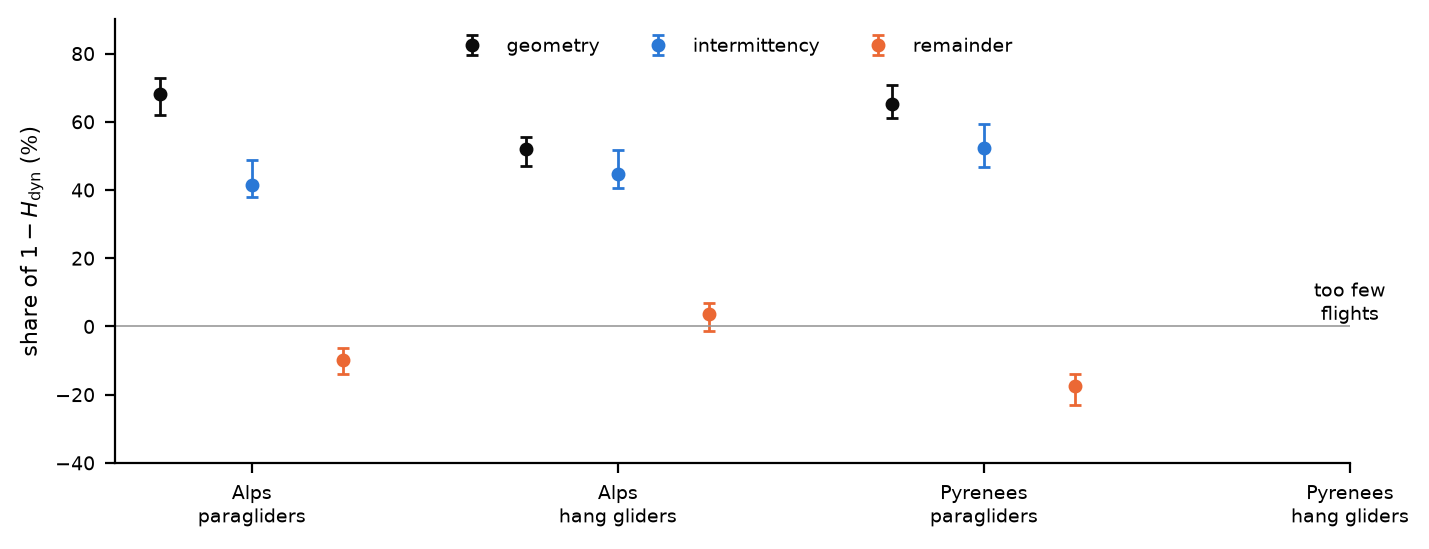 geometry intermittency remainder
share of 1 − H_dyn (%)
80
60
40
20
0
−20
−40
too few
flights
Alps
paragliders
Alps
hang gliders
Pyrenees
paragliders
Pyrenees
hang gliders